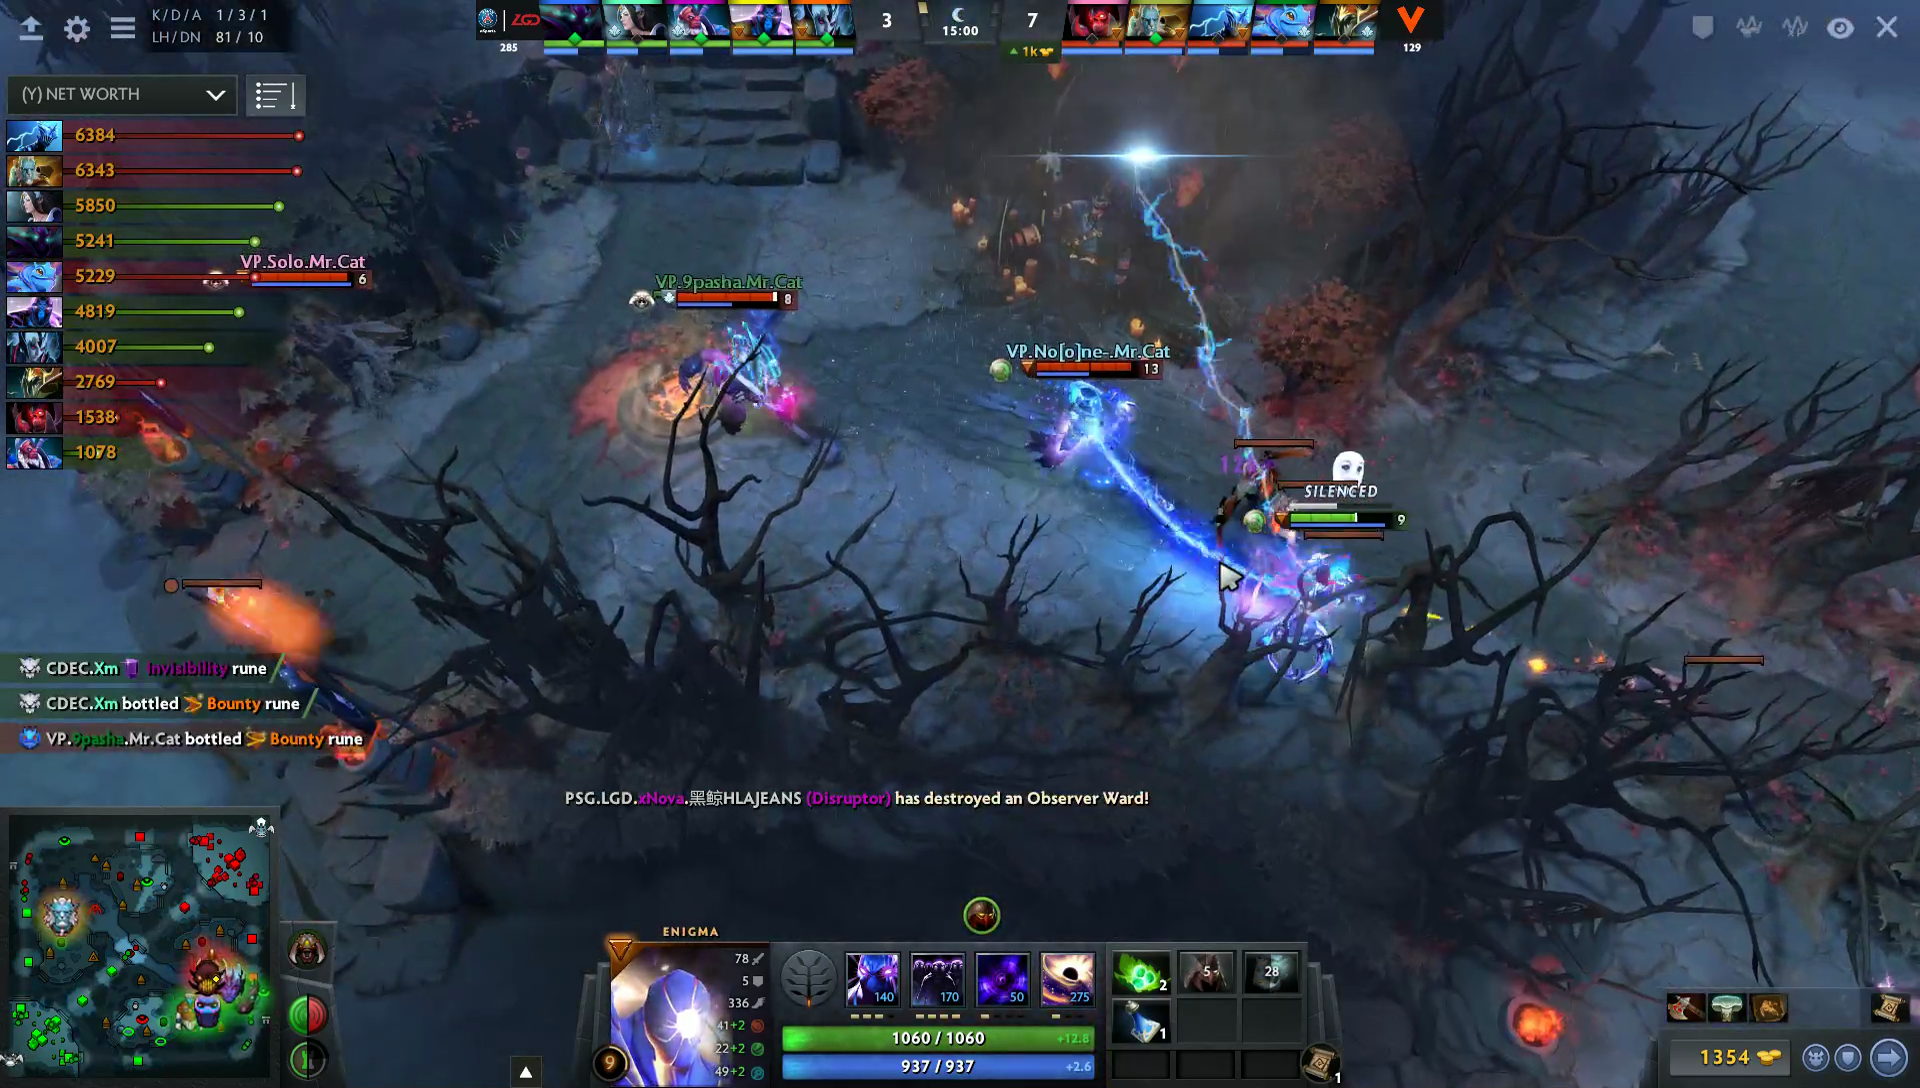 K/D/A 1/3/1
LH/DN 81/10
LGD
285
3
15:00
7
1k
129
(Y) NET WORTH
6384
6343
5850
5241
5229
4819
4007
2769
1538
1078
VP.Solo.Mr.Cat
6
VP.9pasha.Mr.Cat
8
VP.No[o]ne-.Mr.Cat
13
SILENCED
9
CDEC.Xm Invisibility rune
CDEC.Xm bottled Bounty rune
VP.9pasha.Mr.Cat bottled Bounty rune
PSG.LGD.xNova.黑鲸HLAJEANS (Disruptor) has destroyed an Observer Ward!
ENIGMA
78
5
336
41+2
22+2
49+2
9
140
170
50
275
1060 / 1060
+12.8
937 / 937
+2.6
2
5
28
1
1
1354